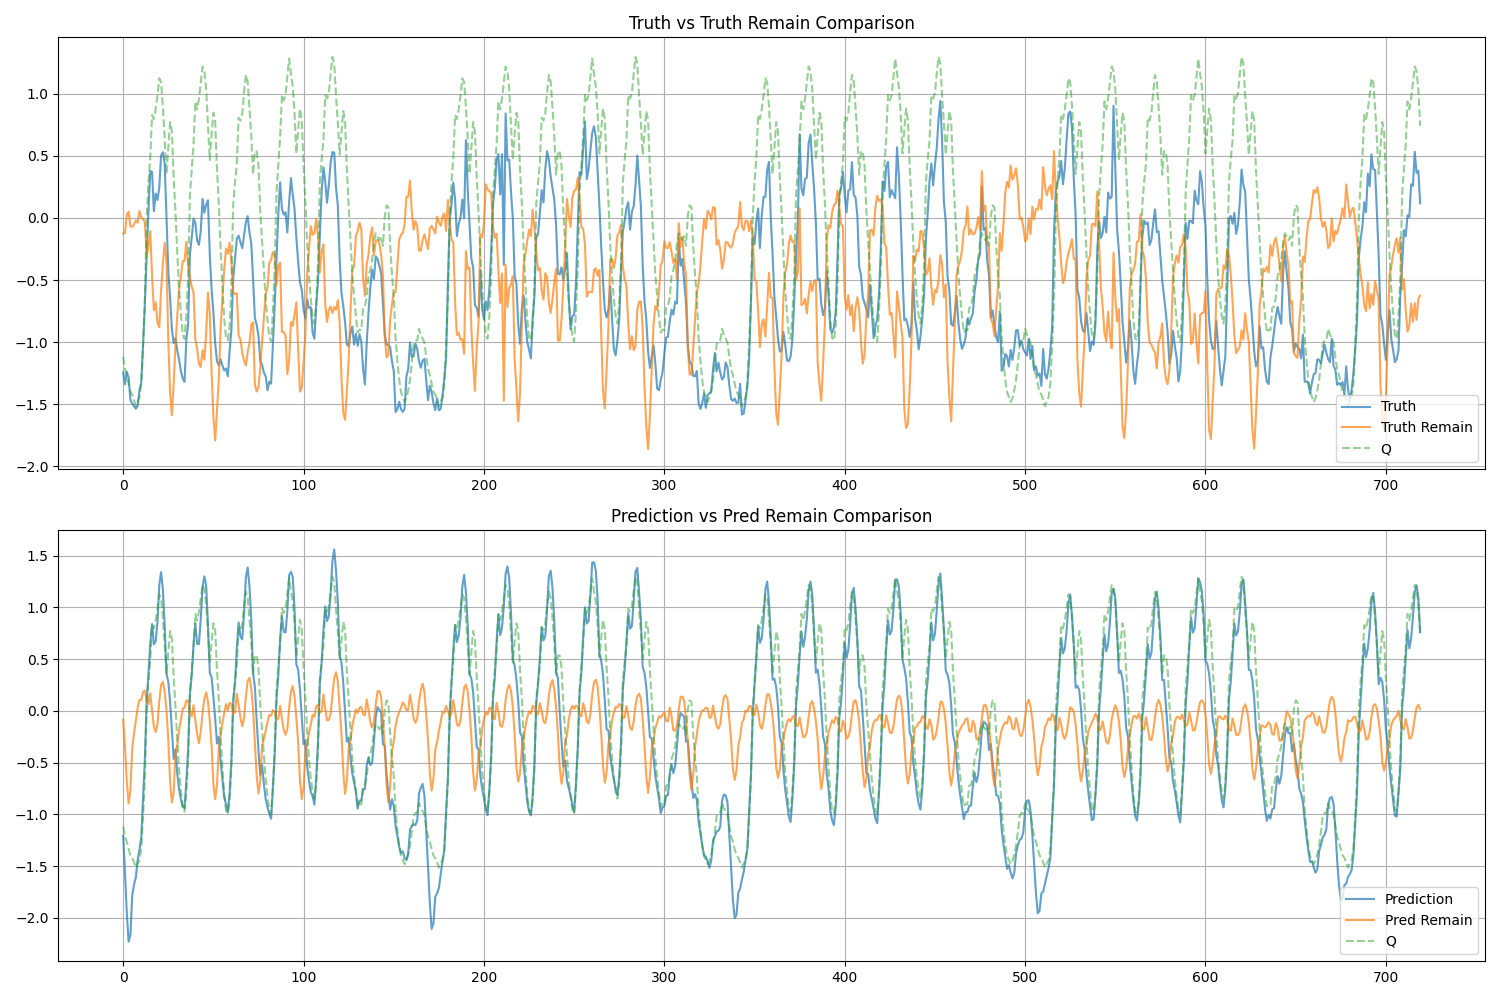 Truth vs Truth Remain Comparison
1.0
0.5
0.0
−0.5
−1.0
−1.5
−2.0
Truth
Truth Remain
Q
0 100 200 300 400 500 600 700
Prediction vs Pred Remain Comparison
1.5
1.0
0.5
0.0
−0.5
−1.0
−1.5
−2.0
Prediction
Pred Remain
Q
0 100 200 300 400 500 600 700